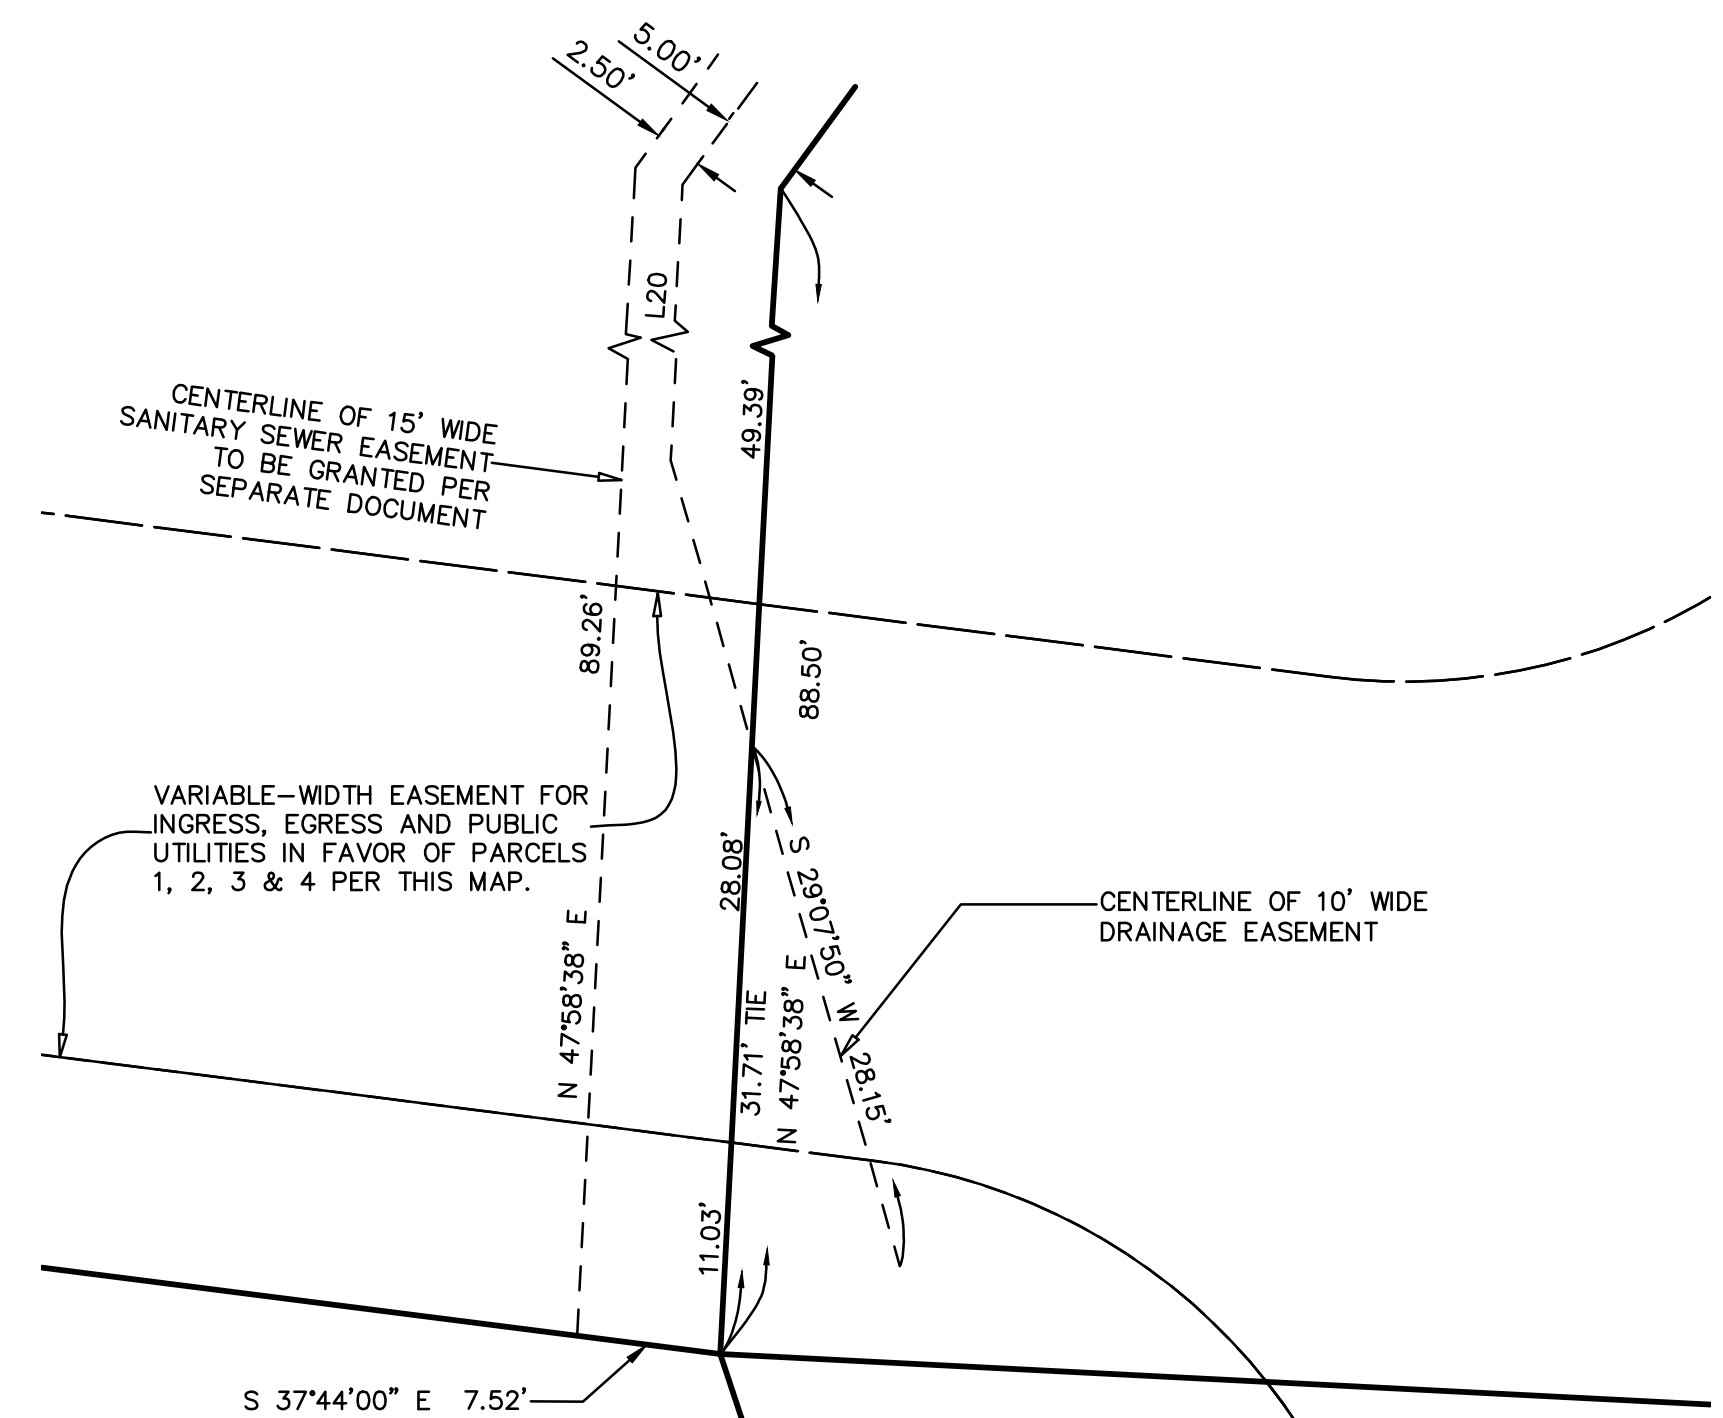 5.00'
2.50'
L20
49.39'
CENTERLINE OF 15' WIDE
SANITARY SEWER EASEMENT
TO BE GRANTED PER
SEPARATE DOCUMENT
89.26'
88.50'
VARIABLE-WIDTH EASEMENT FOR
INGRESS, EGRESS AND PUBLIC
UTILITIES IN FAVOR OF PARCELS
1, 2, 3 & 4 PER THIS MAP.
28.08'
S 29°07'50" W 28.15'
CENTERLINE OF 10' WIDE
DRAINAGE EASEMENT
N 47°58'38" E
31.71' TIE
N 47°58'38" E
11.03'
S 37°44'00" E 7.52'